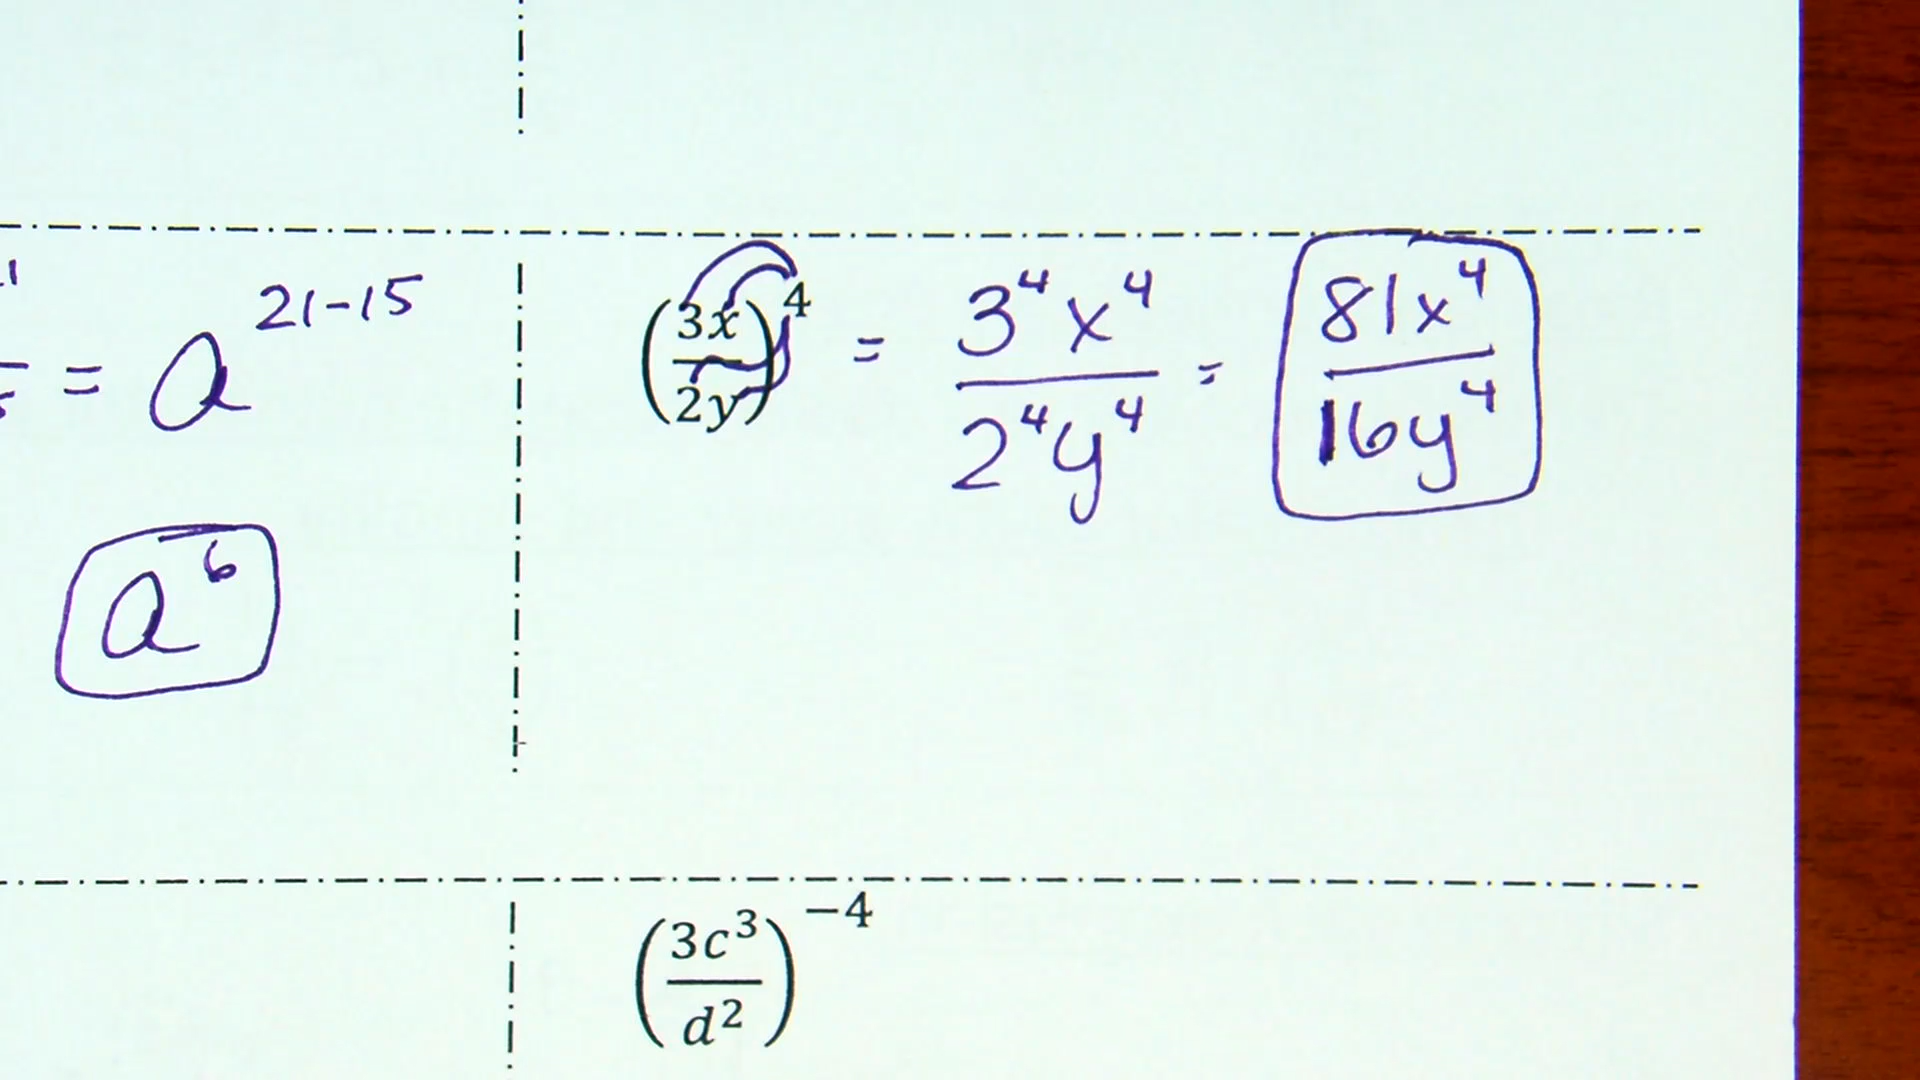 = a^{21-15}
a^6
(3x/2y)^4 = 3^4x^4/2^4y^4 = 81x^4/16y^4
(3c^3/d^2)^{-4}